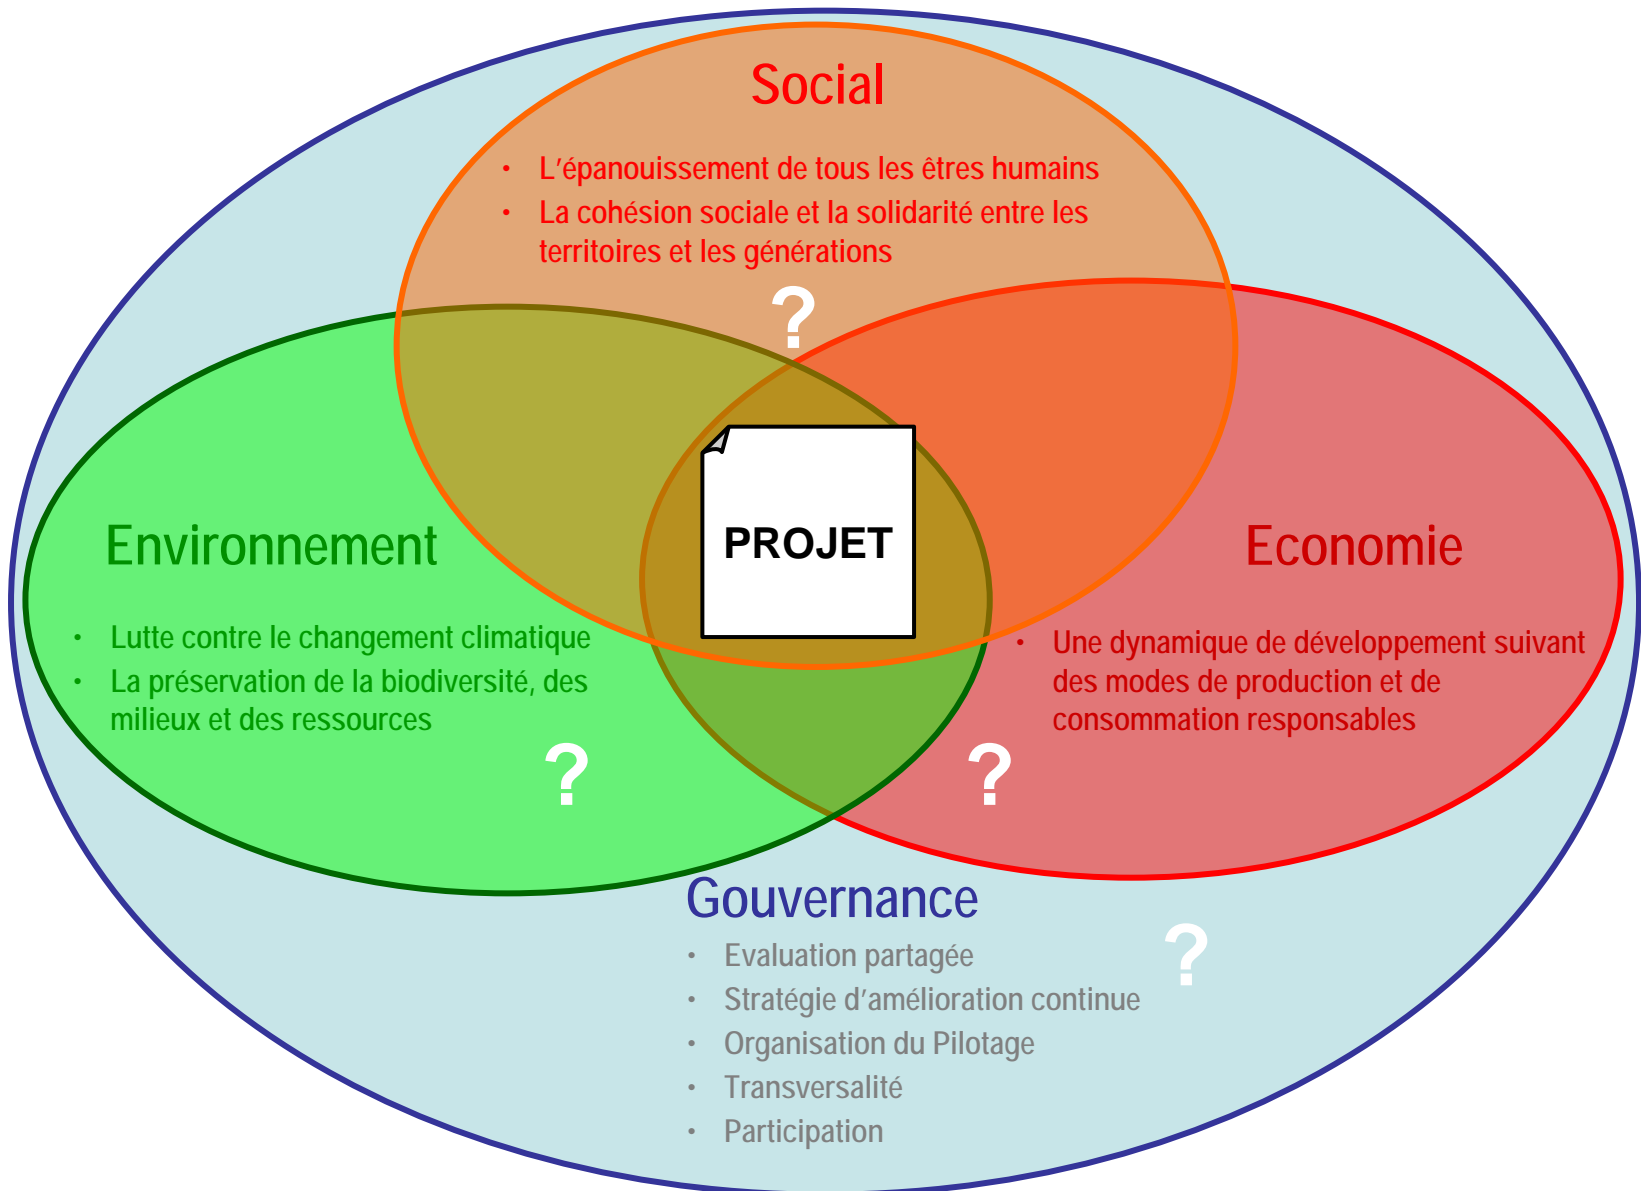 Social
• L'épanouissement de tous les êtres humains
• La cohésion sociale et la solidarité entre les
territoires et les générations
?
PROJET
Environnement
• Lutte contre le changement climatique
• La préservation de la biodiversité, des
milieux et des ressources
?
Economie
• Une dynamique de développement suivant
des modes de production et de
consommation responsables
?
Gouvernance
• Evaluation partagée
• Stratégie d'amélioration continue
• Organisation du Pilotage
• Transversalité
• Participation
?